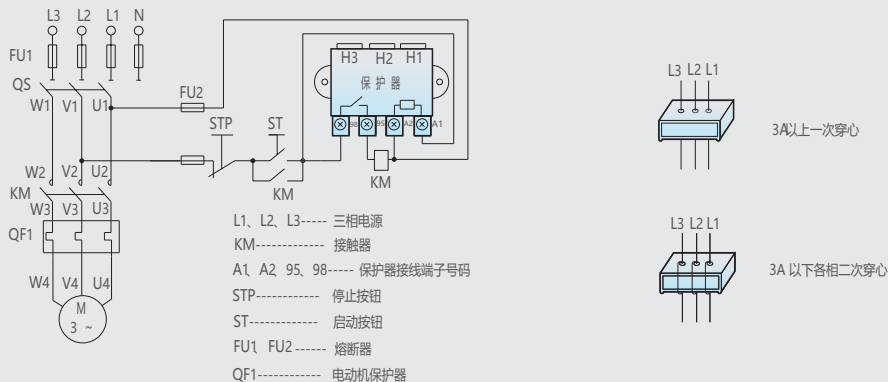 L3 L2 L1 N
FU1
QS
W1 V1 U1
FU2
STP
ST
KM
H3 H2 H1
保护器
98 95 A2 A1
KM
W2 V2 U2
KM
W3 V3 U3
QF1
W4 V4 U4
M
3 ~
L1、L2、L3----- 三相电源
KM------------- 接触器
A1, A2, 95、98----- 保护器接线端子号码
STP------------ 停止按钮
ST------------- 启动按钮
FU1, FU2 ------ 熔断器
QF1------------ 电动机保护器
L3 L2 L1
3A以上一次穿心
L3 L2 L1
3A 以下各相二次穿心